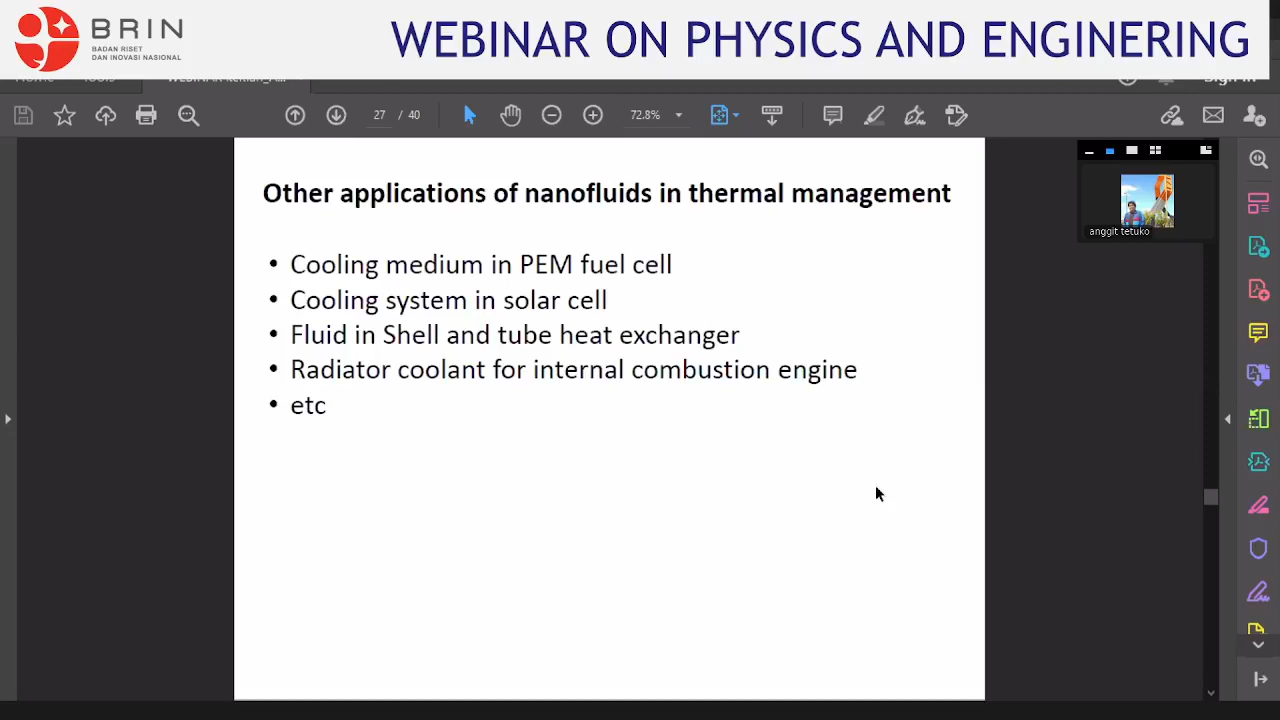 BRIN
BADAN RISET
DAN INOVASI NASIONAL
WEBINAR ON PHYSICS AND ENGINERING
27 / 40
72.8%
Other applications of nanofluids in thermal management
• Cooling medium in PEM fuel cell
• Cooling system in solar cell
• Fluid in Shell and tube heat exchanger
• Radiator coolant for internal combustion engine
• etc
anggit tetuko